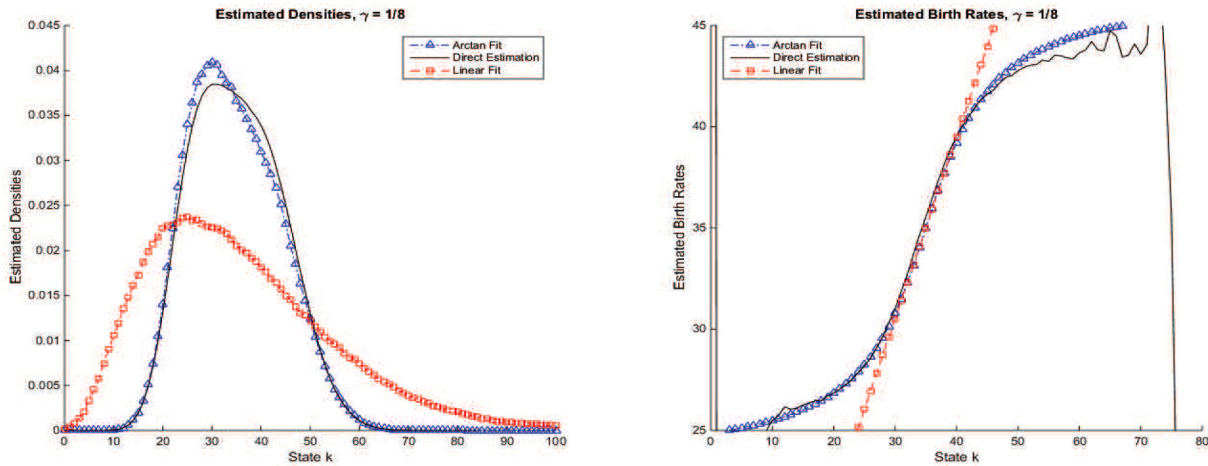 Estimated Densities, γ = 1/8
0.045
0.04
0.035
0.03
0.025
0.02
0.015
0.01
0.005
0
Estimated Densities
0 10 20 30 40 50 60 70 80 90 100
State k
Arctan Fit
Direct Estimation
Linear Fit
Estimated Birth Rates, γ = 1/8
45
40
35
30
25
Estimated Birth Rates
0 10 20 30 40 50 60 70 80
State k
Arctan Fit
Direct Estimation
Linear Fit